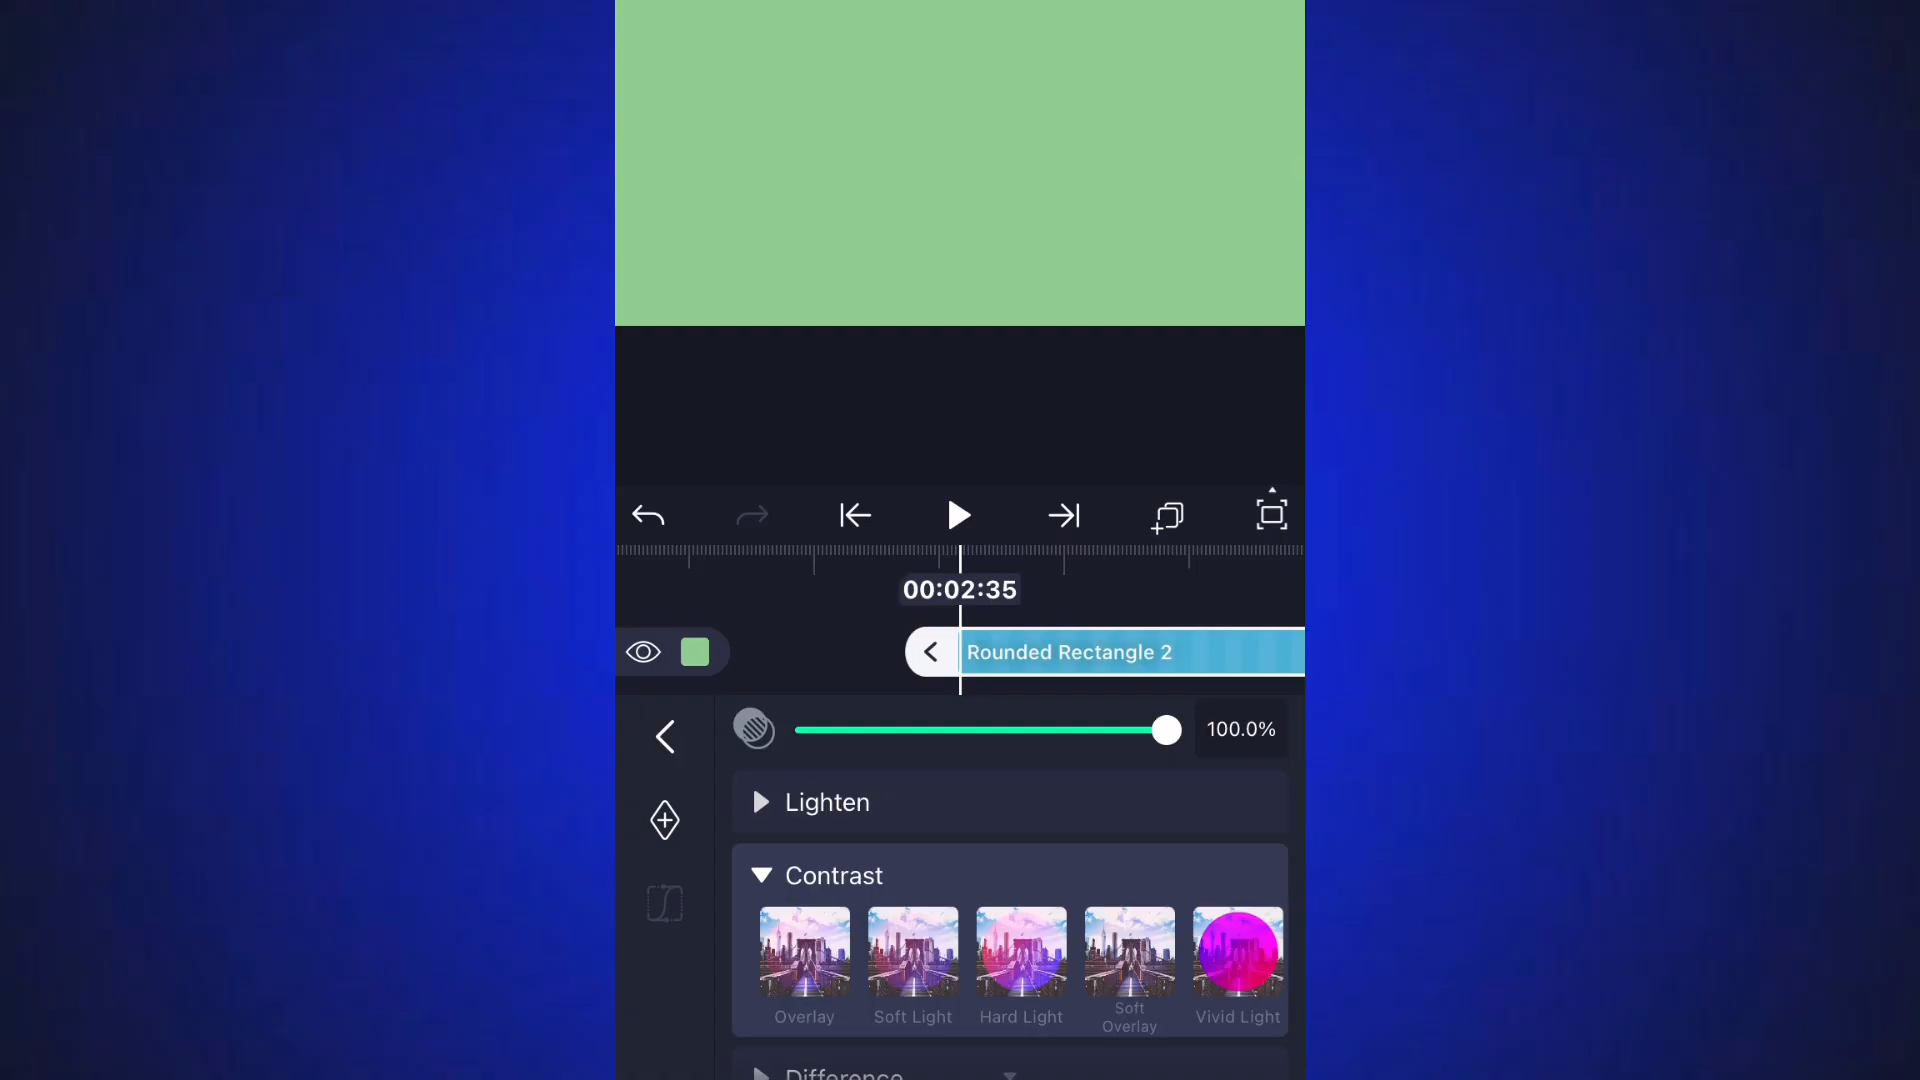 00:02:35
Rounded Rectangle 2
100.0%
Lighten
Contrast
Overlay
Soft Light
Hard Light
Soft
Overlay
Vivid Light
Difference